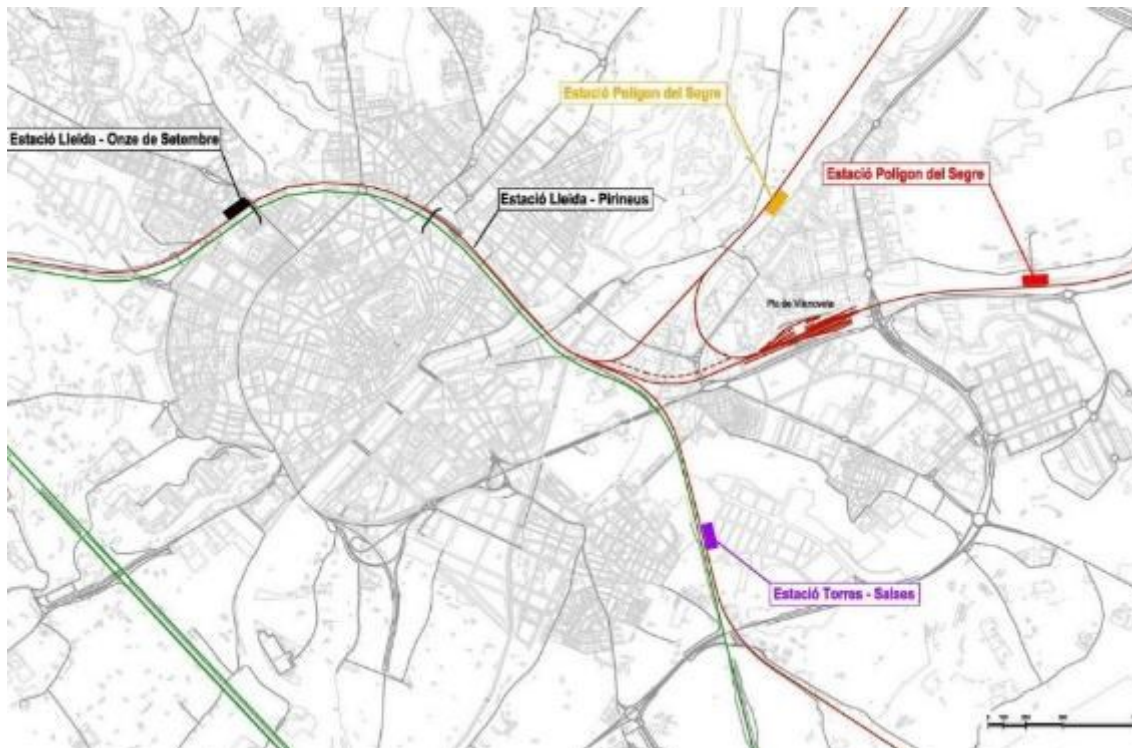 Estació Polígon del Segre
Estació Lleida - Onze de Setembre
Estació Polígon del Segre
Estació Lleida - Pirineus
Pla de Vilanoveta
Estació Torres - Salses